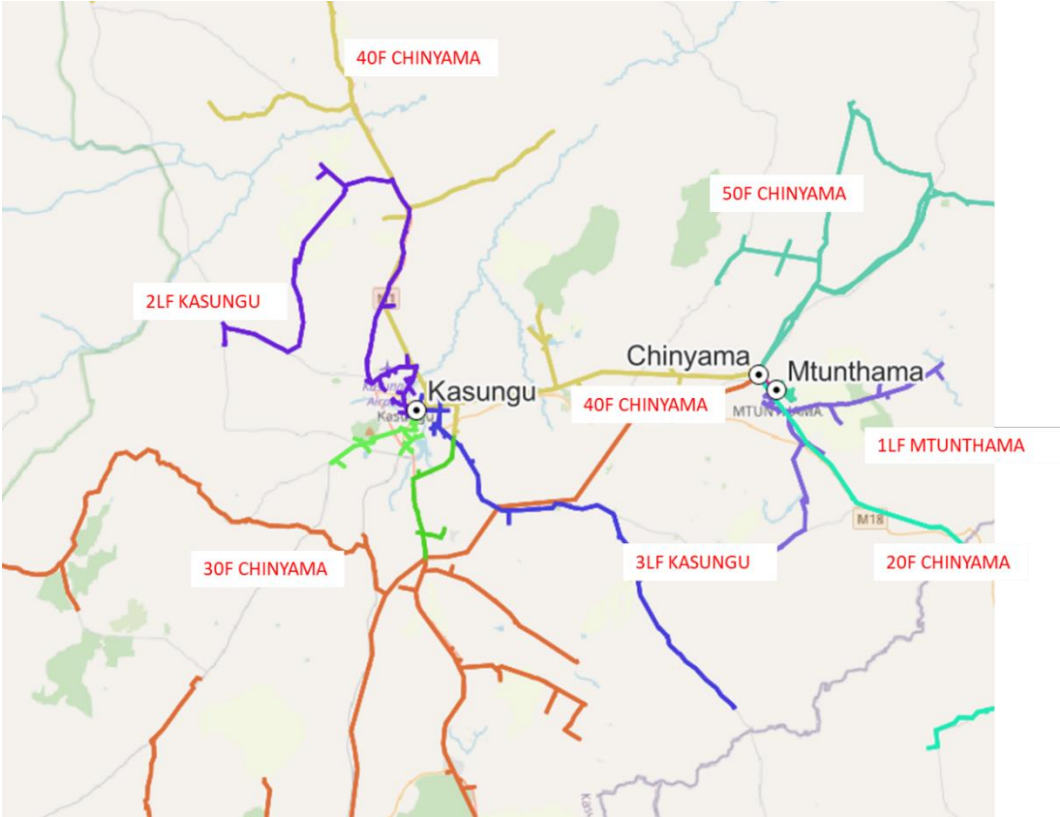 40F CHINYAMA
50F CHINYAMA
2LF KASUNGU
M1
Chinyama
Mtunthama
Kasungu
40F CHINYAMA
MTUNTHAMA
1LF MTUNTHAMA
M18
30F CHINYAMA
3LF KASUNGU
20F CHINYAMA